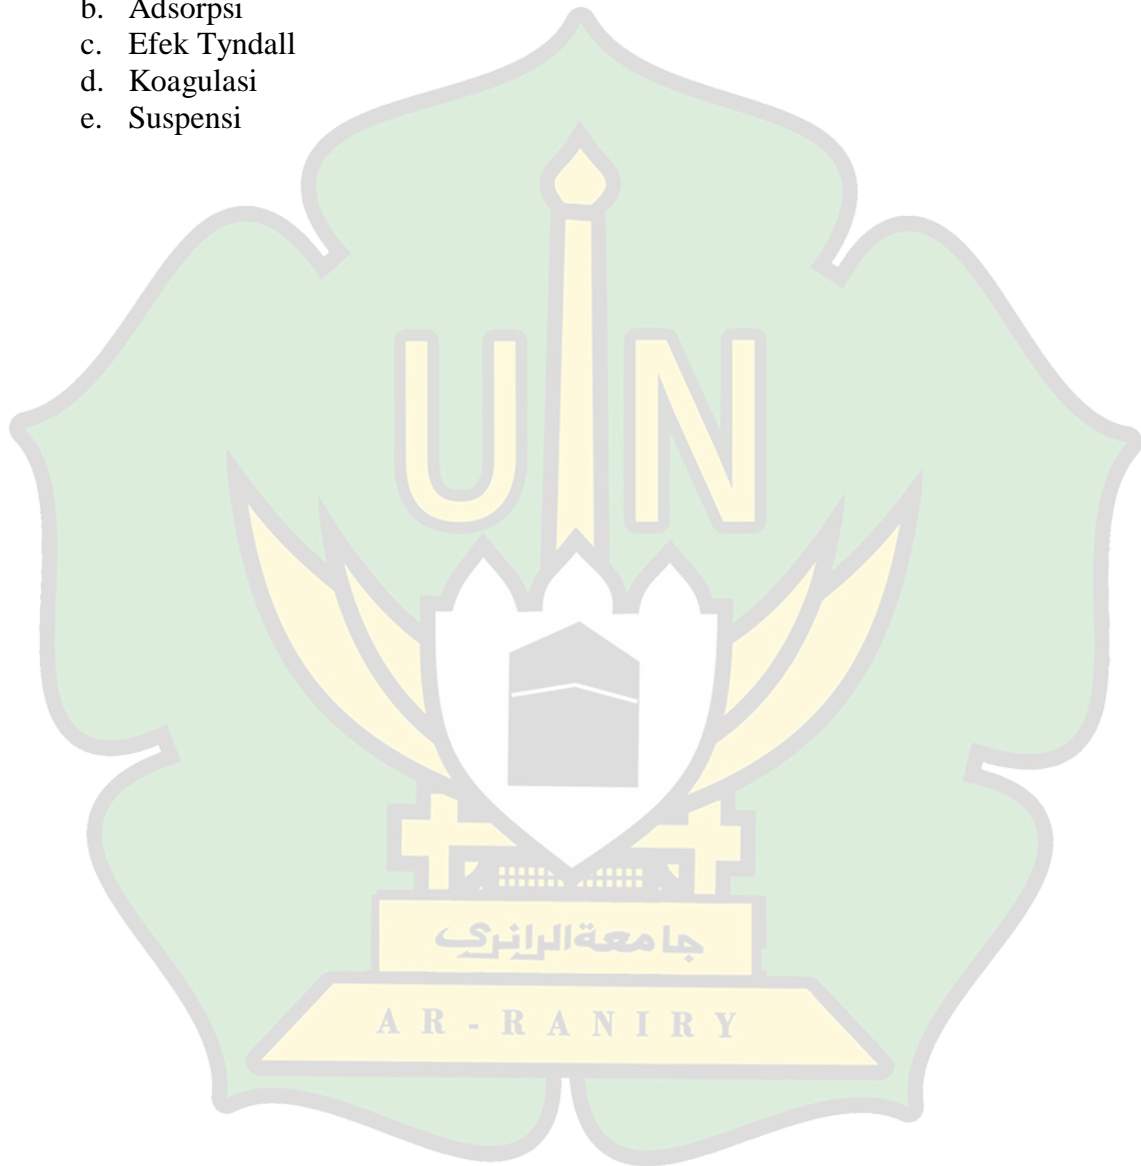 b. Adsorpsi
c. Efek Tyndall
d. Koagulasi
e. Suspensi
UIN
جامعة الرانري
AR-RANIRY